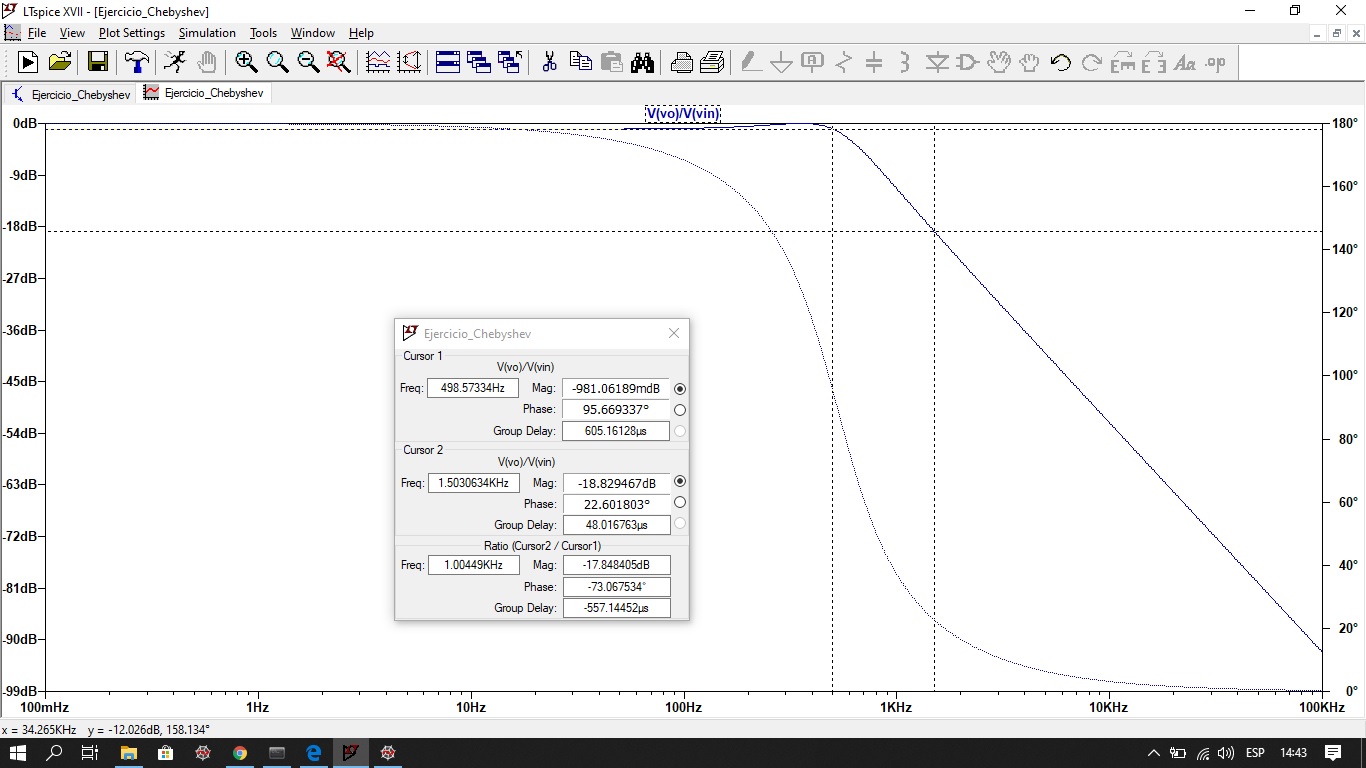 LTspice XVII - [Ejercicio_Chebyshev]
File View Plot Settings Simulation Tools Window Help
Ejercicio_Chebyshev Ejercicio_Chebyshev
V(vo)/V(vin)
0dB 180°
-9dB 160°
-18dB 140°
-27dB
-36dB 120°
-45dB 100°
-54dB 80°
-63dB 60°
-72dB
-81dB 40°
-90dB 20°
-99dB 0°
100mHz 1Hz 10Hz 100Hz 1KHz 10KHz 100KHz
Ejercicio_Chebyshev
Cursor 1
V(vo)/V(vin)
Freq: 498.57334Hz Mag: -981.06189mdB
Phase: 95.669337°
Group Delay: 605.16128µs
Cursor 2
V(vo)/V(vin)
Freq: 1.5030634KHz Mag: -18.829467dB
Phase: 22.601803°
Group Delay: 48.016763µs
Ratio (Cursor2 / Cursor1)
Freq: 1.00449KHz Mag: -17.848405dB
Phase: -73.067534°
Group Delay: -557.14452µs
x = 34.265KHz y = -12.026dB, 158.134°
ESP 14:43